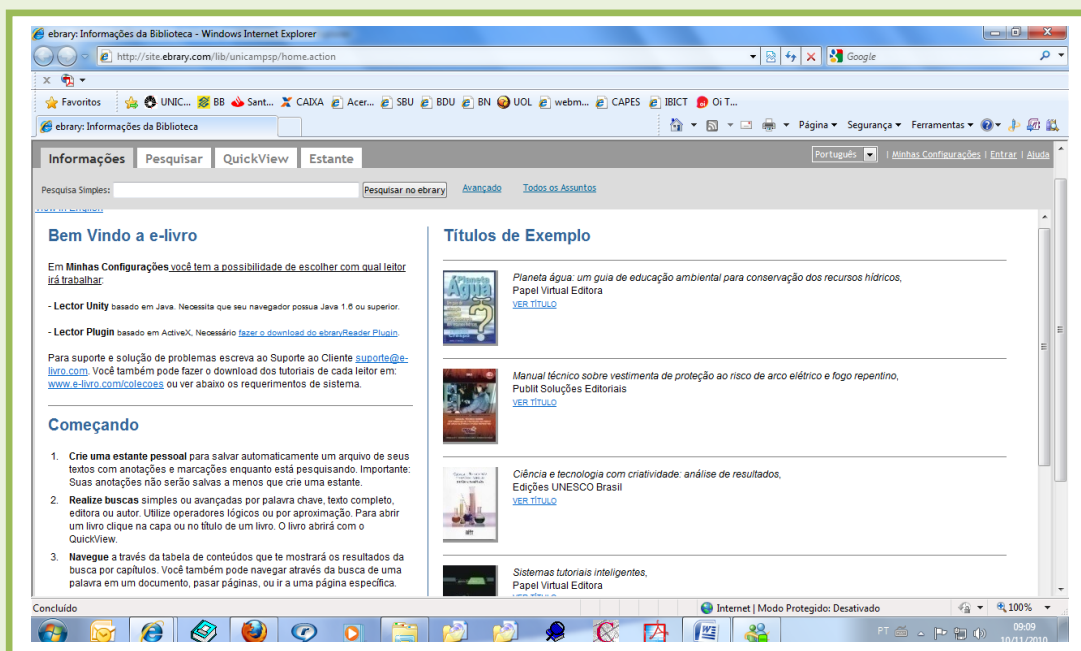 ebrary: Informações da Biblioteca - Windows Internet Explorer
http://site.ebrary.com/lib/unicampsp/home.action
Google
Favoritos UNIC... BB Sant... CAIXA Acer... SBU BDU BN UOL webm... CAPES IBICT Oi T...
ebrary: Informações da Biblioteca
Página Segurança Ferramentas
Informações Pesquisar QuickView Estante
Português | Minhas Configurações | Entrar | Ajuda
Pesquisa Simples: Pesquisar no ebrary Avançado Todos os Assuntos
View in English
Bem Vindo a e-livro
Em Minhas Configurações você tem a possibilidade de escolher com qual leitor
irá trabalhar:
- Lector Unity basado em Java. Necessita que seu navegador possua Java 1.6 ou superior.
- Lector Plugin basado em ActiveX, Necessário fazer o download do ebraryReader Plugin.
Para suporte e solução de problemas escreva ao Suporte ao Cliente suporte@e-
livro.com. Você também pode fazer o download dos tutoriais de cada leitor em:
www.e-livro.com/colecoes ou ver abaixo os requerimentos de sistema.
Começando
1. Crie uma estante pessoal para salvar automaticamente um arquivo de seus
textos com anotações e marcações enquanto está pesquisando. Importante:
Suas anotações não serão salvas a menos que crie uma estante.
2. Realize buscas simples ou avançadas por palavra chave, texto completo,
editora ou autor. Utilize operadores lógicos ou por aproximação. Para abrir
um livro clique na capa ou no título de um livro. O livro abrirá com o
QuickView.
3. Navegue a través da tabela de conteúdos que te mostrará os resultados da
busca por capítulos. Você também pode navegar através da busca de uma
palavra em um documento, pasar páginas, ou ir a uma página específica.
Títulos de Exemplo
Planeta Água
Planeta água: um guia de educação ambiental para conservação dos recursos hídricos,
Papel Virtual Editora
VER TÍTULO
Manual técnico sobre vestimenta de proteção ao risco de arco elétrico e fogo repentino,
Publit Soluções Editoriais
VER TÍTULO
Ciência e tecnologia com criatividade: análise de resultados,
Edições UNESCO Brasil
VER TÍTULO
Sistemas tutoriais inteligentes,
Papel Virtual Editora
VER TÍTULO
Concluído
Internet | Modo Protegido: Desativado
100%
PT
09:09
10/11/2010